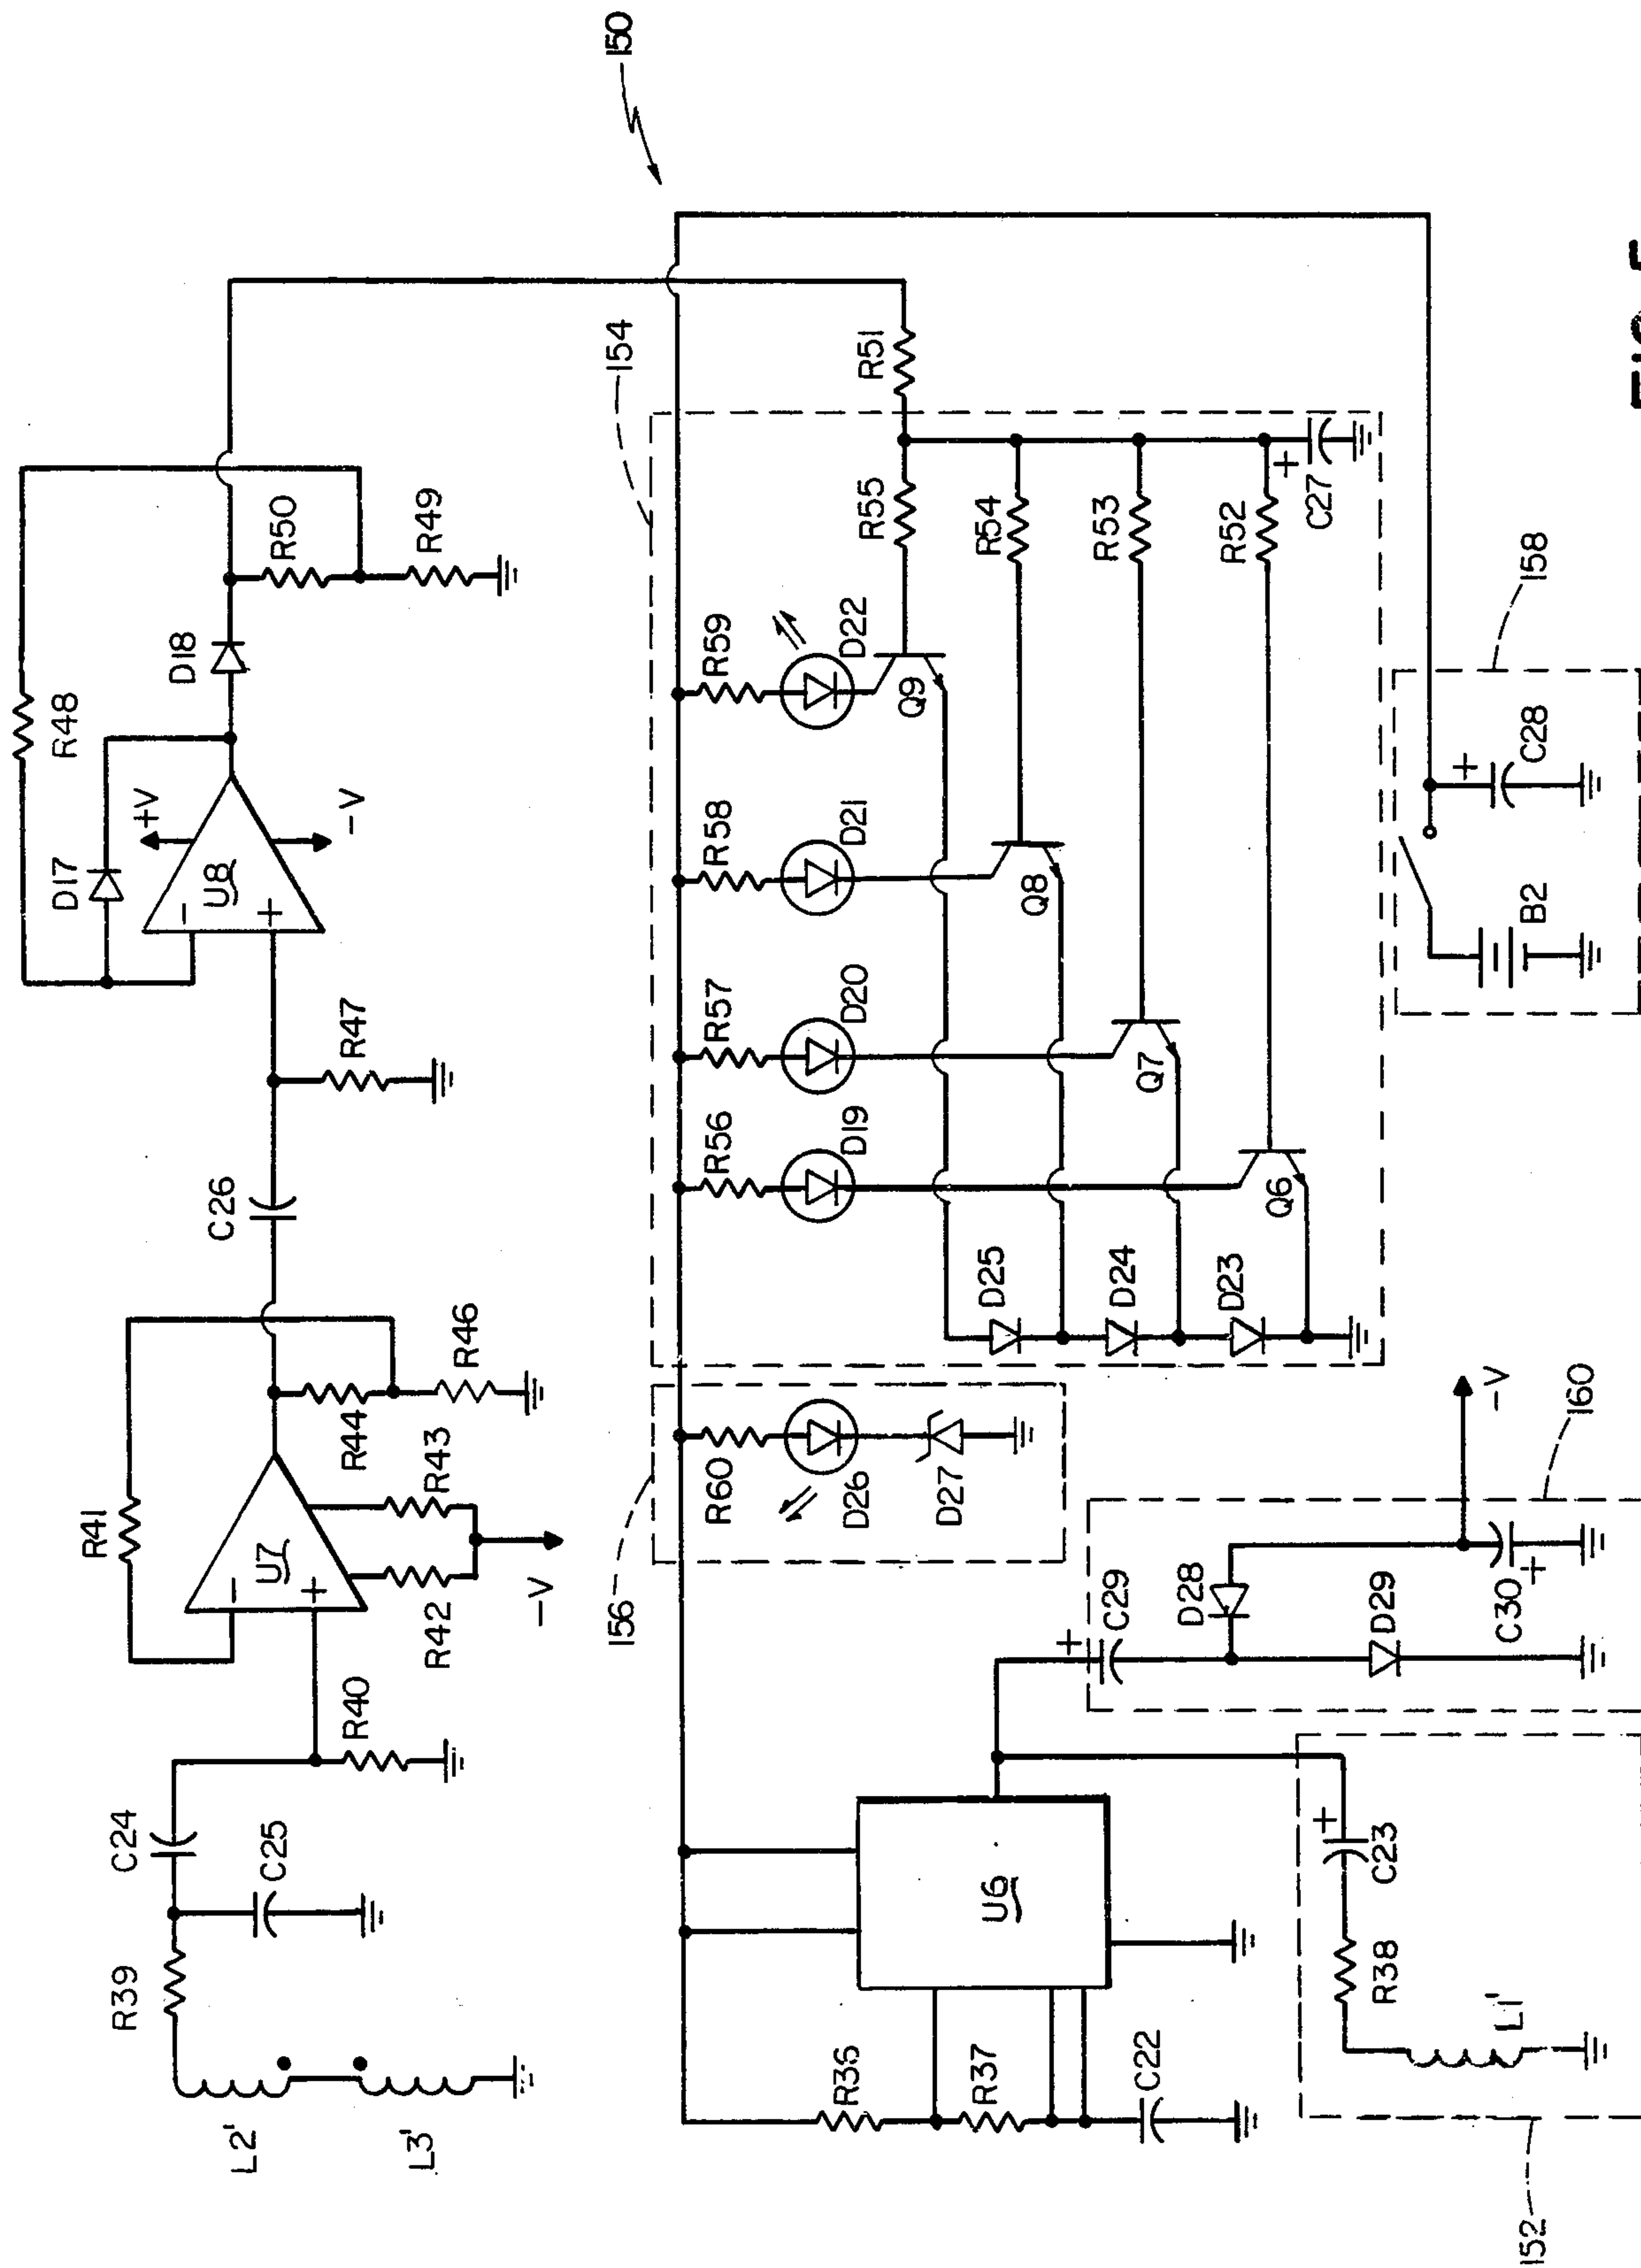 150
R48
D17
+V
U8
-V
D18
R50
R49
R41
U7
R44
R46
R43
R42
-V
C26
R47
R39
C24
C25
R40
L2'
L3'
154
R51
R59
D22
Q9
R55
R58
D21
Q8
R54
R57
D20
Q7
R53
R56
D19
Q6
R52
+
C27
D25
D24
D23
156
R60
D26
D27
158
+
C28
B2
-V
160
+
C29
D28
D29
C30
+
U6
R36
R37
C22
+
C23
R38
L1'
152